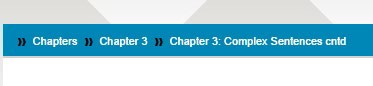 » Chapters » Chapter 3 » Chapter 3: Complex Sentences cntd